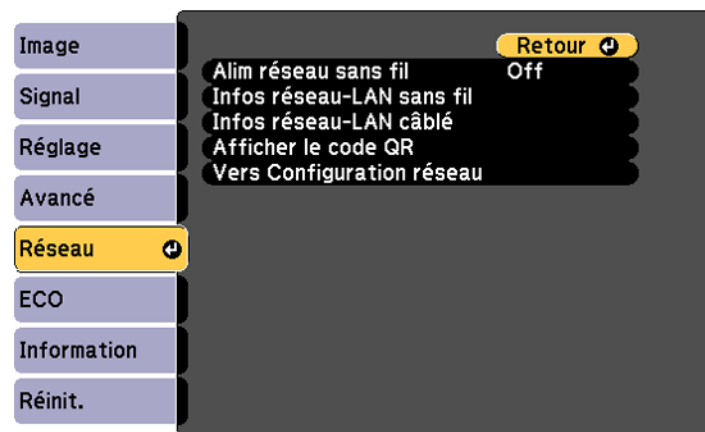 Image
Signal
Réglage
Avancé
Réseau
ECO
Information
Réinit.
Retour
Alim réseau sans fil Off
Infos réseau-LAN sans fil
Infos réseau-LAN câblé
Afficher le code QR
Vers Configuration réseau